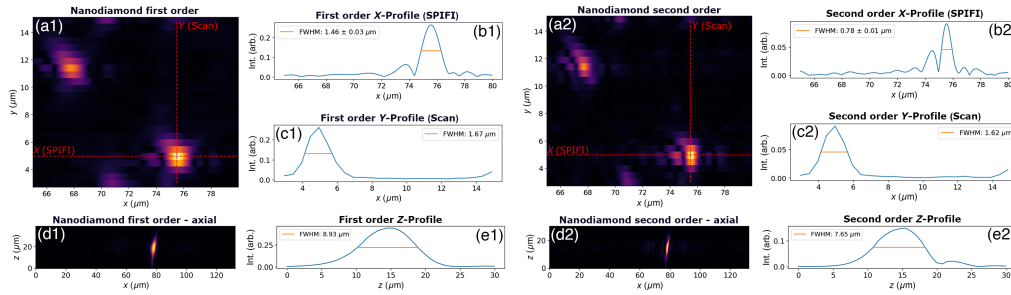 Nanodiamond first order
(a1)
Y (Scan)
X (SPIFI)
y (μm)
14
12
10
8
6
4
66 68 70 72 74 76 78
x (μm)
First order X-Profile (SPIFI)
(b1)
FWHM: 1.46 ± 0.03 μm
Int. (arb.)
0.2
0.1
0.0
66 68 70 72 74 76 78 80
x (μm)
First order Y-Profile (Scan)
(c1)
FWHM: 1.67 μm
Int. (arb.)
0.2
0.1
0.0
4 6 8 10 12 14
x (μm)
Nanodiamond first order - axial
(d1)
z (μm)
20
0
0 20 40 60 80 100 120
x (μm)
First order Z-Profile
(e1)
FWHM: 8.93 μm
Int. (arb.)
0.25
0.00
0 5 10 15 20 25 30
z (μm)
Nanodiamond second order
(a2)
Y (Scan)
X (SPIFI)
y (μm)
14
12
10
8
6
4
66 68 70 72 74 76 78
x (μm)
Second order X-Profile (SPIFI)
(b2)
FWHM: 0.78 ± 0.01 μm
Int. (arb.)
0.05
0.00
66 68 70 72 74 76 78 80
x (μm)
Second order Y-Profile (Scan)
(c2)
FWHM: 1.62 μm
Int. (arb.)
0.05
0.00
4 6 8 10 12 14
x (μm)
Nanodiamond second order - axial
(d2)
z (μm)
20
0
0 20 40 60 80 100 120
x (μm)
Second order Z-Profile
(e2)
FWHM: 7.65 μm
Int. (arb.)
0.1
0.0
0 5 10 15 20 25 30
z (μm)